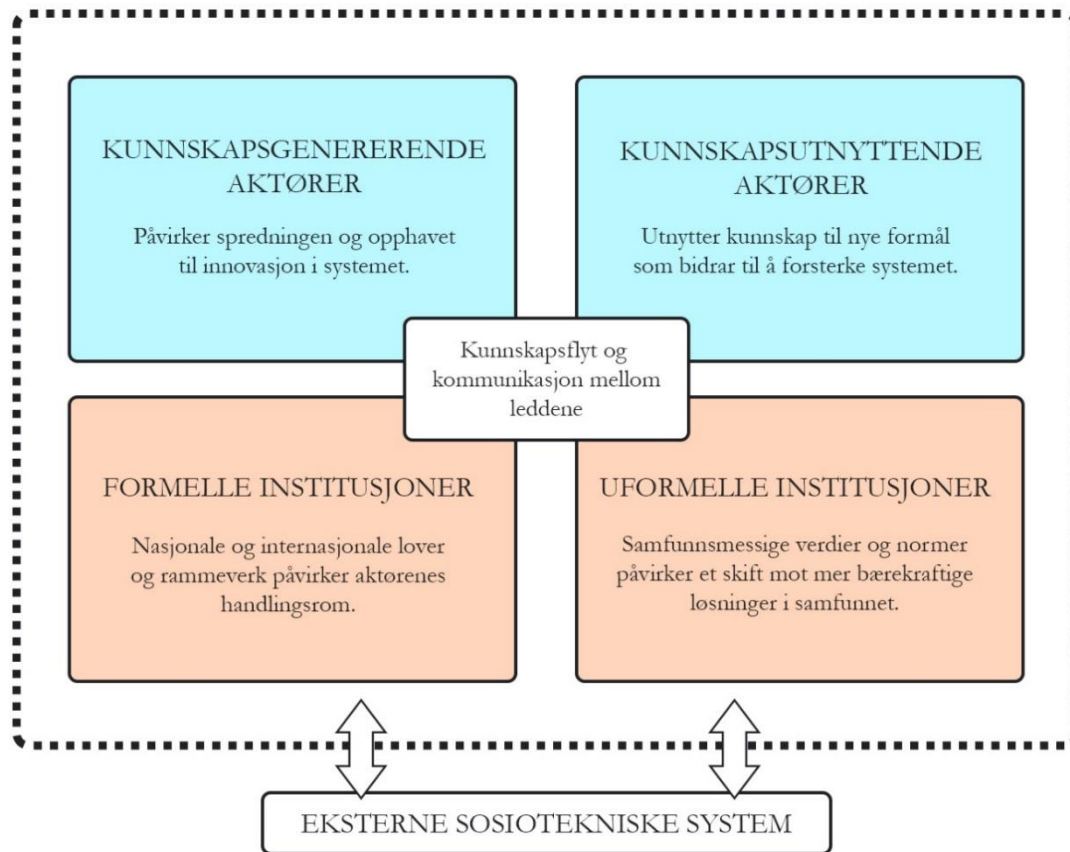 KUNNSKAPSGENERERENDE
AKTØRER
Påvirker spredningen og opphavet
til innovasjon i systemet.
KUNNSKAPSUTNYTTENDE
AKTØRER
Utnytter kunnskap til nye formål
som bidrar til å forsterke systemet.
Kunnskapsflyt og
kommunikasjon mellom
leddene
FORMELLE INSTITUSJONER
Nasjonale og internasjonale lover
og rammeverk påvirker aktørenes
handlingsrom.
UFORMELLE INSTITUSJONER
Samfunnsmessige verdier og normer
påvirker et skift mot mer bærekraftige
løsninger i samfunnet.
EKSTERNE SOSIOTEKNISKE SYSTEM